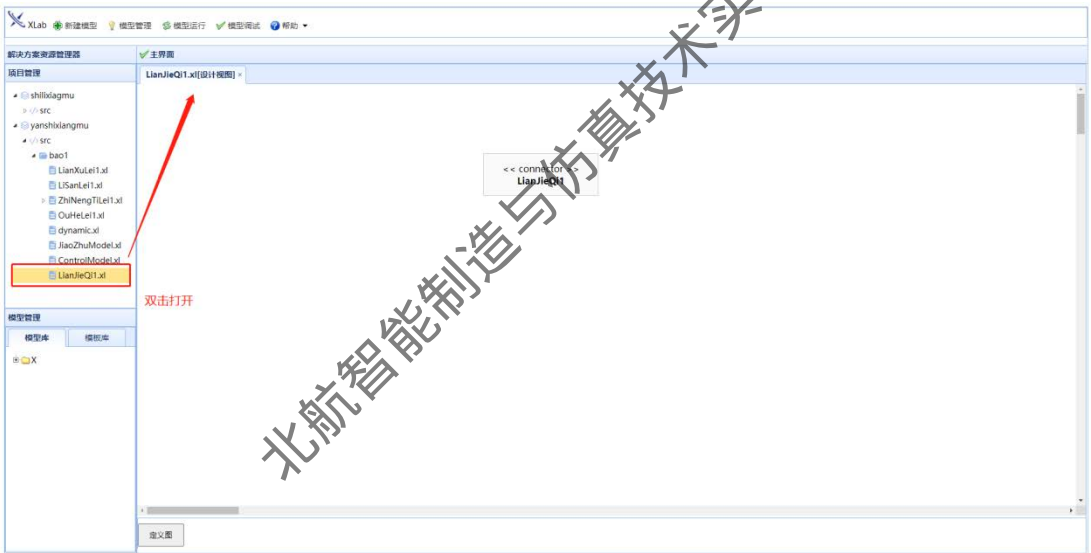 XLab 新建模型 模型管理 模型运行 模型调试 帮助
解决方案资源管理器
主界面
项目管理
LianJieQi1.xl[设计视图] ×
shilixiagmu
src
yanshixiangmu
src
bao1
LianXuLei1.xl
LiSanLei1.xl
ZhiNengTiLei1.xl
OuHeLei1.xl
dynamic.xl
JiaoZhuModel.xl
ControlModel.xl
LianJieQi1.xl
<< connector >>
LianJieQi1
双击打开
模型管理
模型库 模板库
X
定义图
北航智能制造与仿真技术实